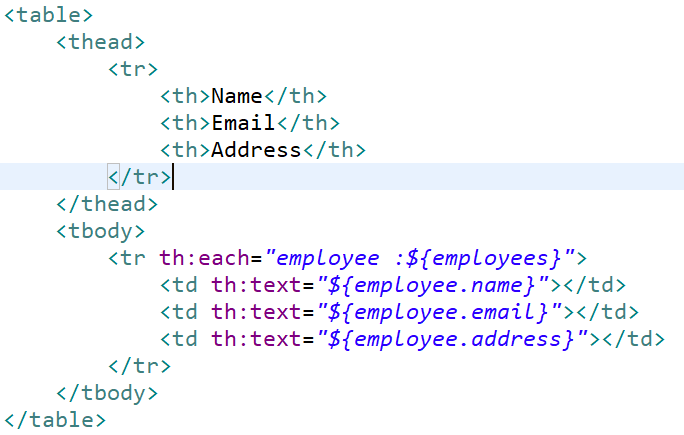 <table>
    <thead>
        <tr>
            <th>Name</th>
            <th>Email</th>
            <th>Address</th>
        </tr>
    </thead>
    <tbody>
        <tr th:each="employee :${employees}">
            <td th:text="${employee.name}"></td>
            <td th:text="${employee.email}"></td>
            <td th:text="${employee.address}"></td>
        </tr>
    </tbody>
</table>